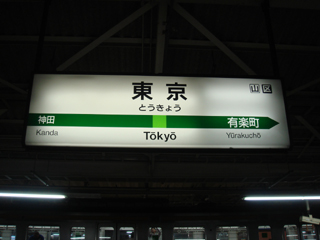 東京
山 区
とうきょう
神田
有楽町
Kanda
Tōkyō
Yūrakuchō